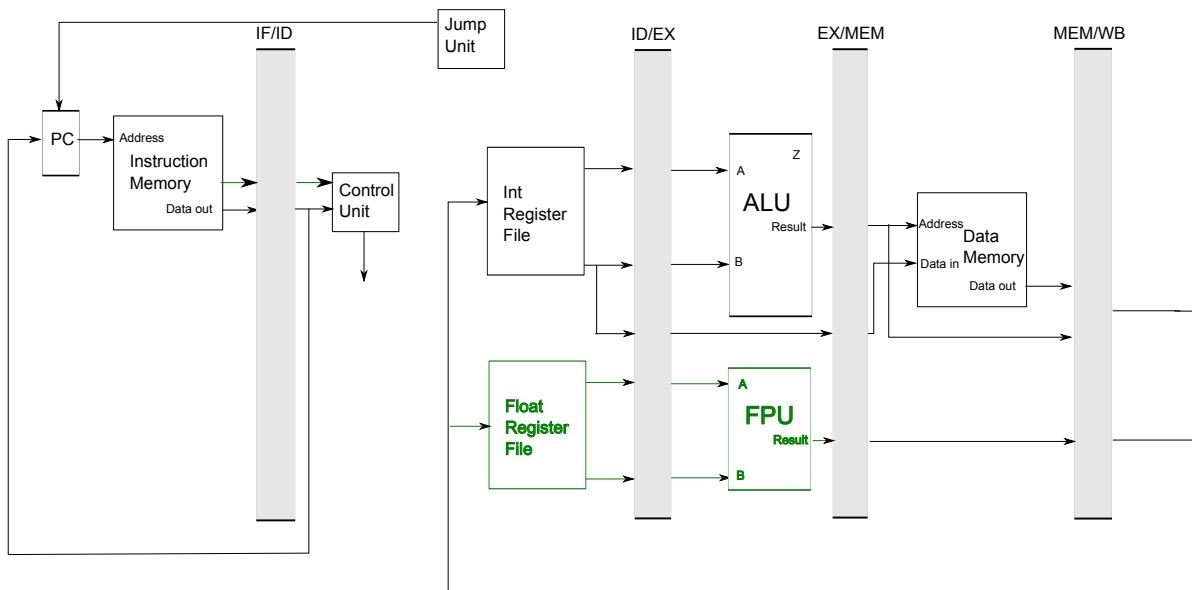 Jump
Unit
IF/ID
ID/EX
EX/MEM
MEM/WB
PC
Address
Instruction
Memory
Data out
Control
Unit
Int
Register
File
Z
A
ALU
Result
B
Address
Data
Memory
Data in
Data out
Float
Register
File
A
FPU
Result
B